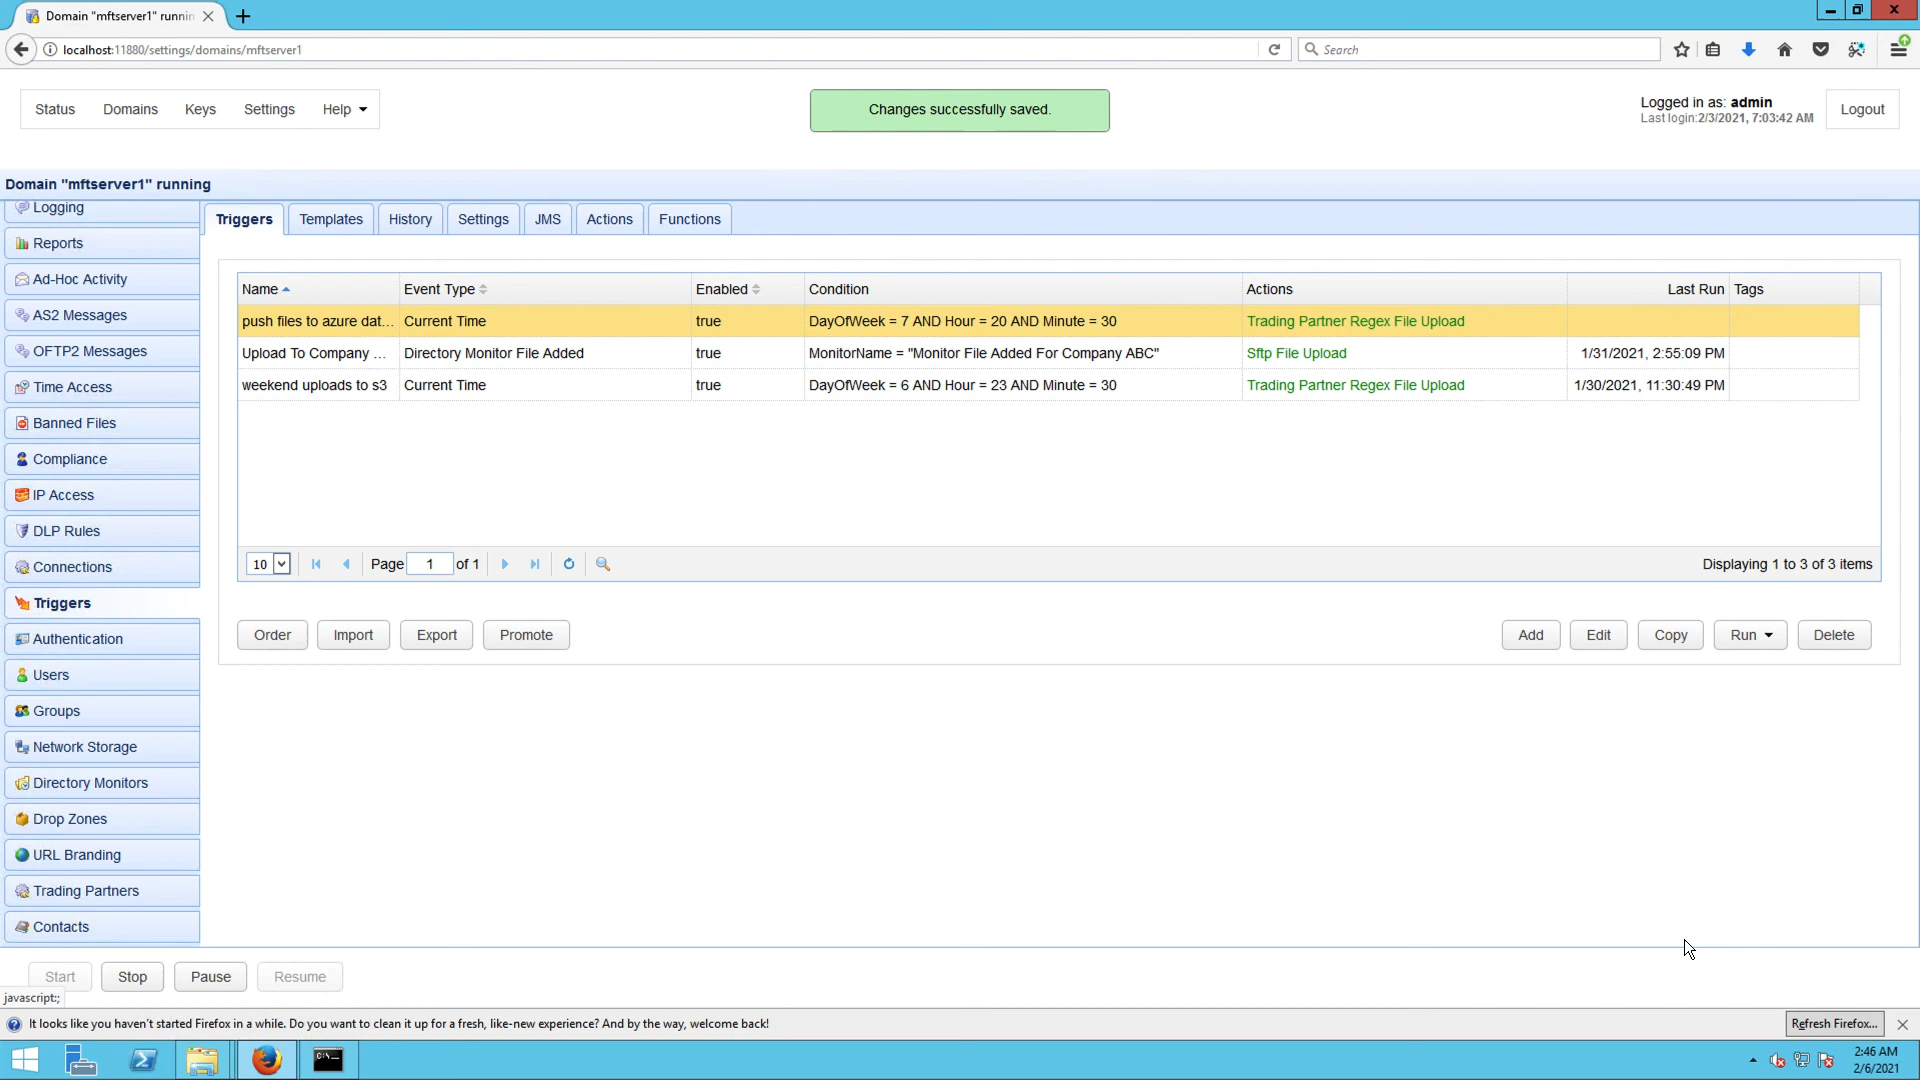 Domain "mftserver1" runnin
localhost:11880/settings/domains/mftserver1
Search
Status Domains Keys Settings Help
Changes successfully saved.
Logged in as: admin
Last login:2/3/2021, 7:03:42 AM
Logout
Domain "mftserver1" running
Logging
Reports
Ad-Hoc Activity
AS2 Messages
OFTP2 Messages
Time Access
Banned Files
Compliance
IP Access
DLP Rules
Connections
Triggers
Authentication
Users
Groups
Network Storage
Directory Monitors
Drop Zones
URL Branding
Trading Partners
Contacts
Triggers Templates History Settings JMS Actions Functions
Name Event Type Enabled Condition Actions Last Run Tags
push files to azure dat... Current Time true DayOfWeek = 7 AND Hour = 20 AND Minute = 30 Trading Partner Regex File Upload
Upload To Company ... Directory Monitor File Added true MonitorName = "Monitor File Added For Company ABC" Sftp File Upload 1/31/2021, 2:55:09 PM
weekend uploads to s3 Current Time true DayOfWeek = 6 AND Hour = 23 AND Minute = 30 Trading Partner Regex File Upload 1/30/2021, 11:30:49 PM
10 Page 1 of 1 Displaying 1 to 3 of 3 items
Order Import Export Promote Add Edit Copy Run Delete
Start Stop Pause Resume
javascript:;
It looks like you haven't started Firefox in a while. Do you want to clean it up for a fresh, like-new experience? And by the way, welcome back!
Refresh Firefox...
2:46 AM
2/6/2021